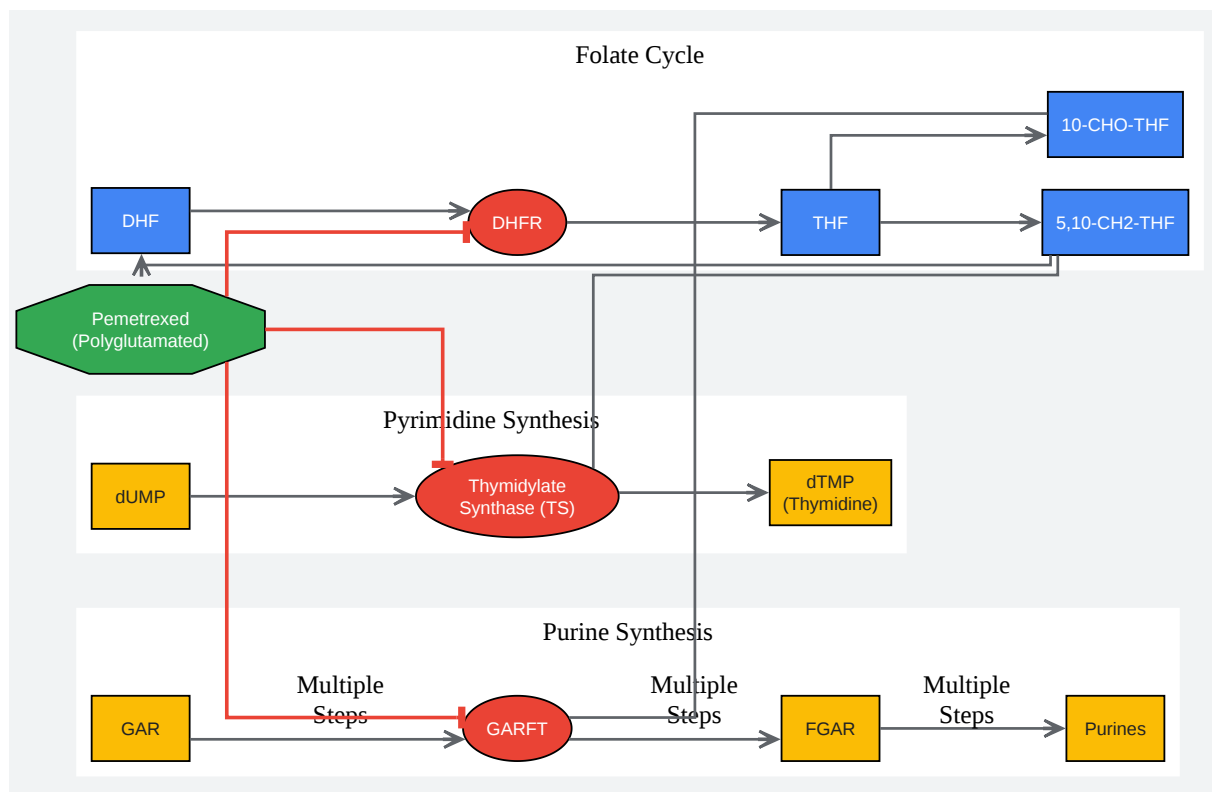 Folate Cycle
10-CHO-THF
DHF
DHFR
THF
5,10-CH2-THF
Pemetrexed
(Polyglutamated)
Pyrimidine Synthesis
dUMP
Thymidylate
Synthase (TS)
dTMP
(Thymidine)
Purine Synthesis
Multiple
Steps
Multiple
Steps
Multiple
Steps
GAR
GARFT
FGAR
Purines